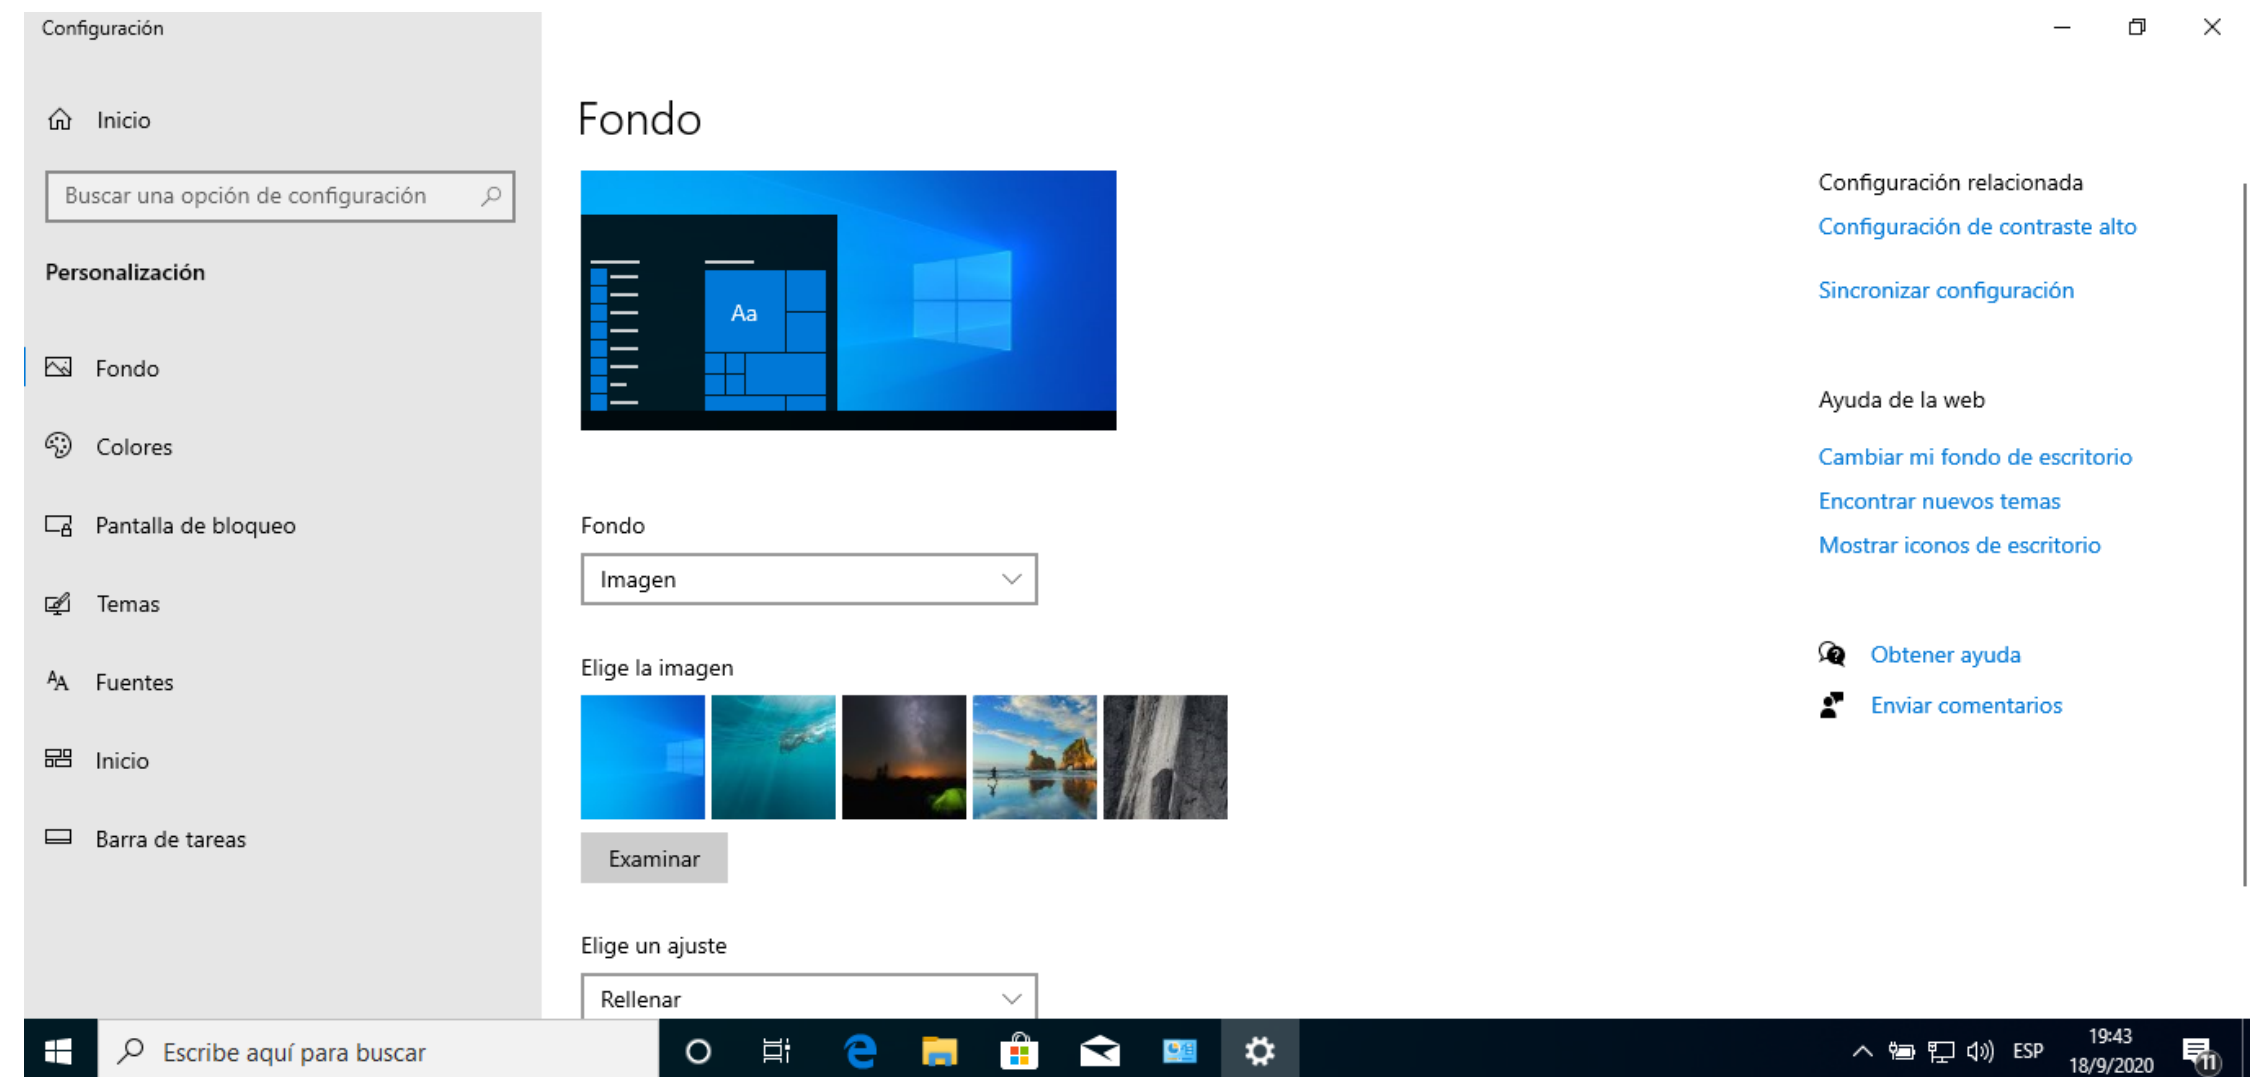 Configuración
Inicio
Buscar una opción de configuración
Personalización
Fondo
Colores
Pantalla de bloqueo
Temas
Fuentes
Inicio
Barra de tareas
Fondo
Aa
Fondo
Imagen
Elige la imagen
Examinar
Elige un ajuste
Rellenar
Configuración relacionada
Configuración de contraste alto
Sincronizar configuración
Ayuda de la web
Cambiar mi fondo de escritorio
Encontrar nuevos temas
Mostrar iconos de escritorio
Obtener ayuda
Enviar comentarios
Escribe aquí para buscar
ESP
19:43
18/9/2020
11